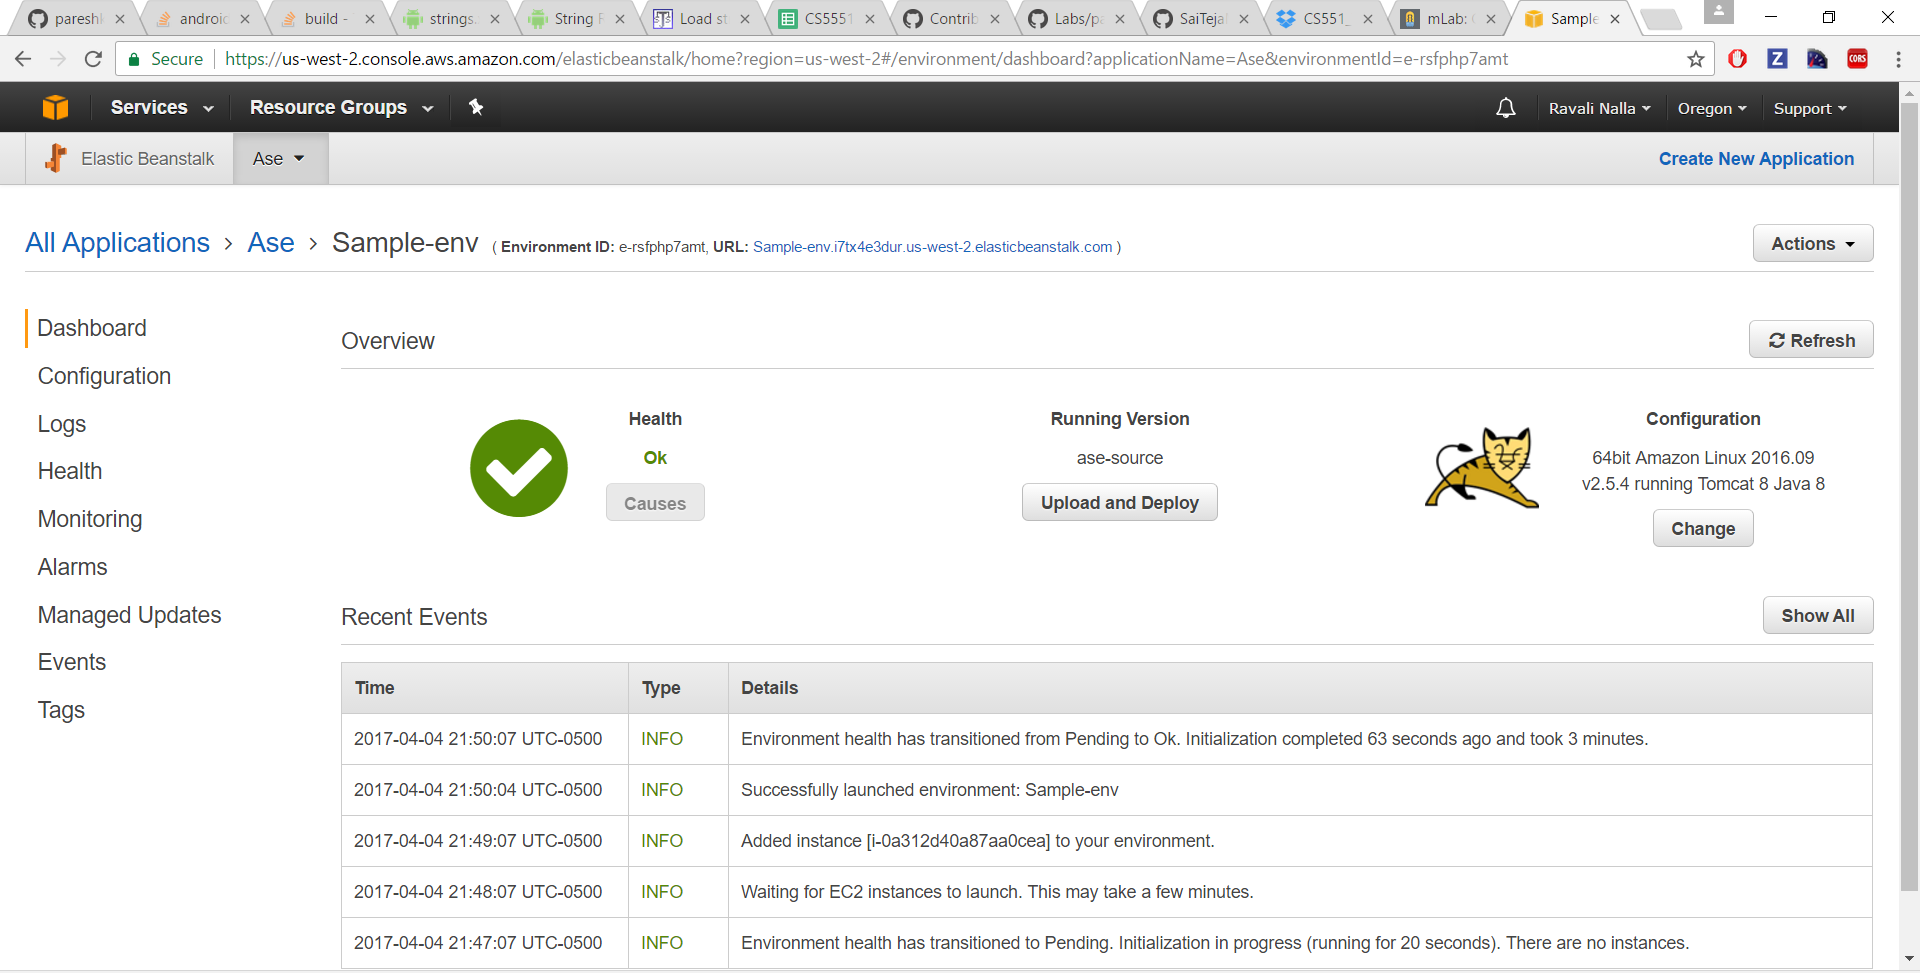 pareshk
android
build -
strings.
String F
Load st
CS5551
Contrib
Labs/pa
SaiTejal
CS551_
mLab:
Sample
Secure https://us-west-2.console.aws.amazon.com/elasticbeanstalk/home?region=us-west-2#/environment/dashboard?applicationName=Ase&environmentId=e-rsfphp7amt
Z
CORS
Services Resource Groups Ravali Nalla Oregon Support
Elastic Beanstalk Ase Create New Application
All Applications > Ase > Sample-env ( Environment ID: e-rsfphp7amt, URL: Sample-env.i7tx4e3dur.us-west-2.elasticbeanstalk.com ) Actions
Dashboard
Configuration
Logs
Health
Monitoring
Alarms
Managed Updates
Events
Tags
Overview Refresh
Health
Ok
Causes
Running Version
ase-source
Upload and Deploy
Configuration
64bit Amazon Linux 2016.09
v2.5.4 running Tomcat 8 Java 8
Change
Recent Events Show All
Time Type Details
2017-04-04 21:50:07 UTC-0500 INFO Environment health has transitioned from Pending to Ok. Initialization completed 63 seconds ago and took 3 minutes.
2017-04-04 21:50:04 UTC-0500 INFO Successfully launched environment: Sample-env
2017-04-04 21:49:07 UTC-0500 INFO Added instance [i-0a312d40a87aa0cea] to your environment.
2017-04-04 21:48:07 UTC-0500 INFO Waiting for EC2 instances to launch. This may take a few minutes.
2017-04-04 21:47:07 UTC-0500 INFO Environment health has transitioned to Pending. Initialization in progress (running for 20 seconds). There are no instances.